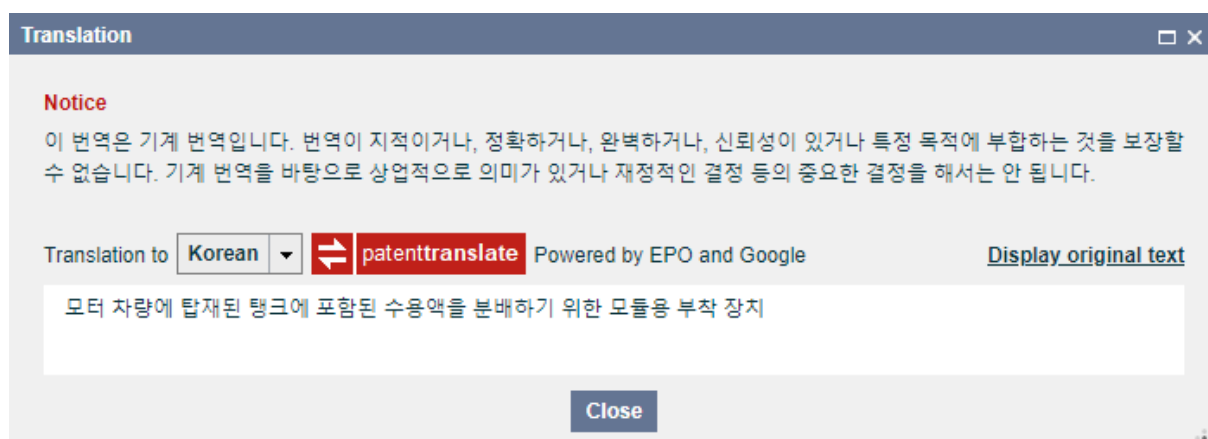 Translation
Notice
이 번역은 기계 번역입니다. 번역이 지적이거나, 정확하거나, 완벽하거나, 신뢰성이 있거나 특정 목적에 부합하는 것을 보장할
수 없습니다. 기계 번역을 바탕으로 상업적으로 의미가 있거나 재정적인 결정 등의 중요한 결정을 해서는 안 됩니다.
Translation to Korean patenttranslate Powered by EPO and Google Display original text
모터 차량에 탑재된 탱크에 포함된 수용액을 분배하기 위한 모듈용 부착 장치
Close